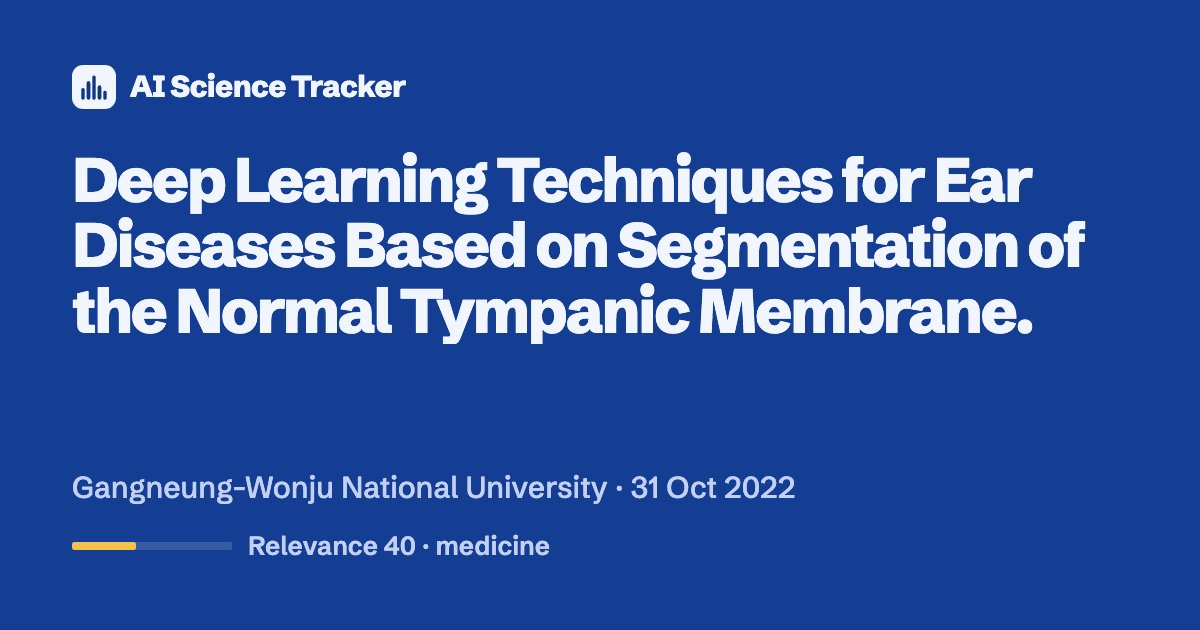 AI Science Tracker
Deep Learning Techniques for Ear
Diseases Based on Segmentation of
the Normal Tympanic Membrane.
Gangneung-Wonju National University · 31 Oct 2022
Relevance 40 · medicine